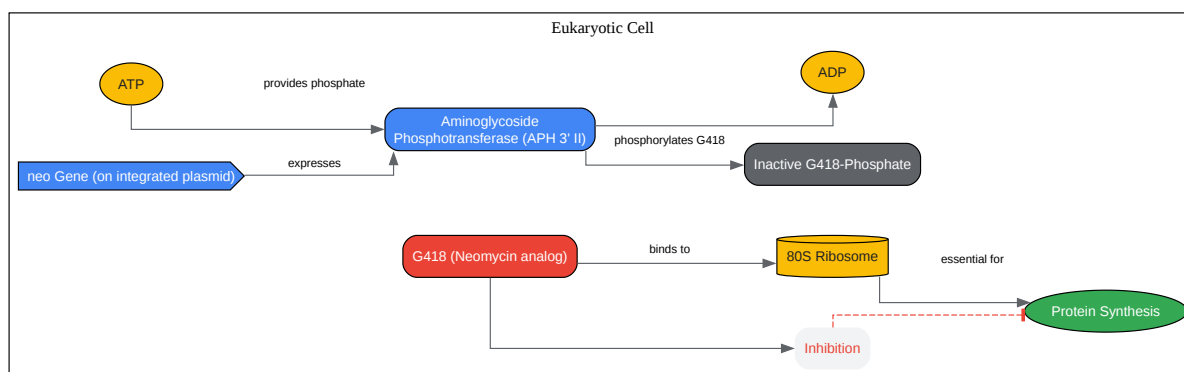 Eukaryotic Cell
ATP
provides phosphate
ADP
Aminoglycoside
Phosphotransferase (APH 3' II)
phosphorylates G418
neo Gene (on integrated plasmid)
expresses
Inactive G418-Phosphate
G418 (Neomycin analog)
binds to
80S Ribosome
essential for
Protein Synthesis
Inhibition